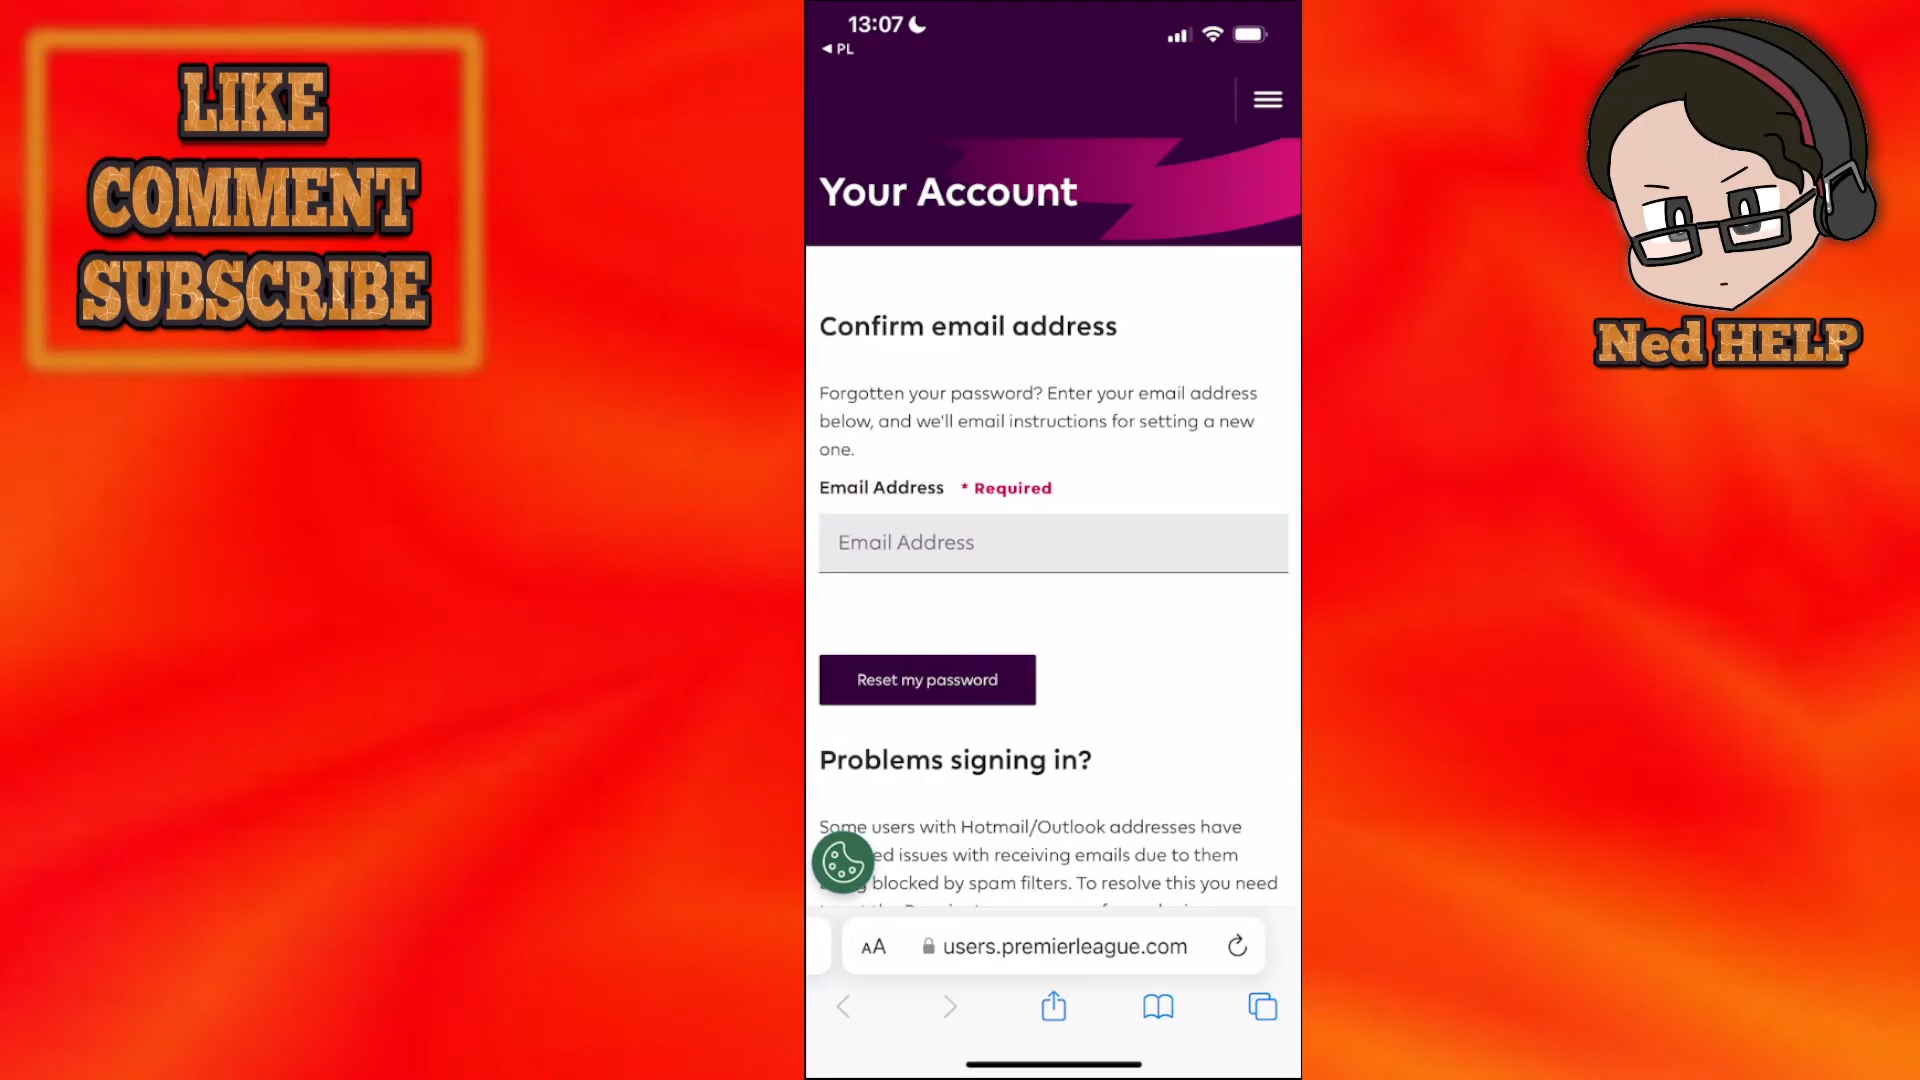 LIKE
COMMENT
SUBSCRIBE
13:07
PL
Your Account
Confirm email address
Forgotten your password? Enter your email address
below, and we'll email instructions for setting a new
one.
Email Address * Required
Email Address
Reset my password
Problems signing in?
Some users with Hotmail/Outlook addresses have
ed issues with receiving emails due to them
blocked by spam filters. To resolve this you need
AA users.premierleague.com
Ned HELP